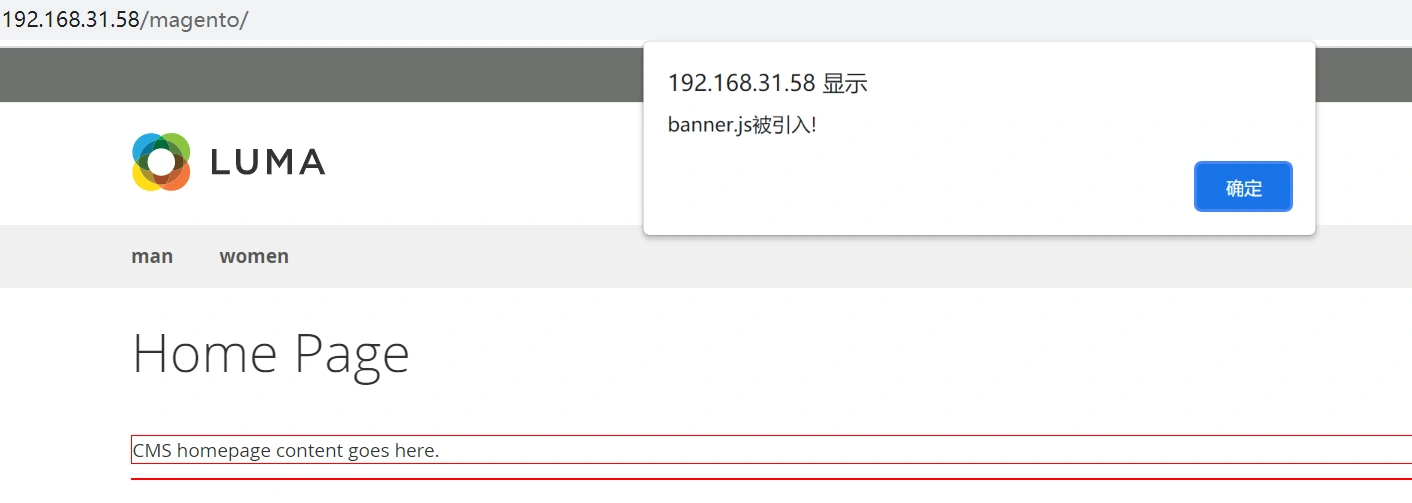 192.168.31.58/magento/
192.168.31.58 显示
banner.js被引入!
确定
LUMA
man women
Home Page
CMS homepage content goes here.